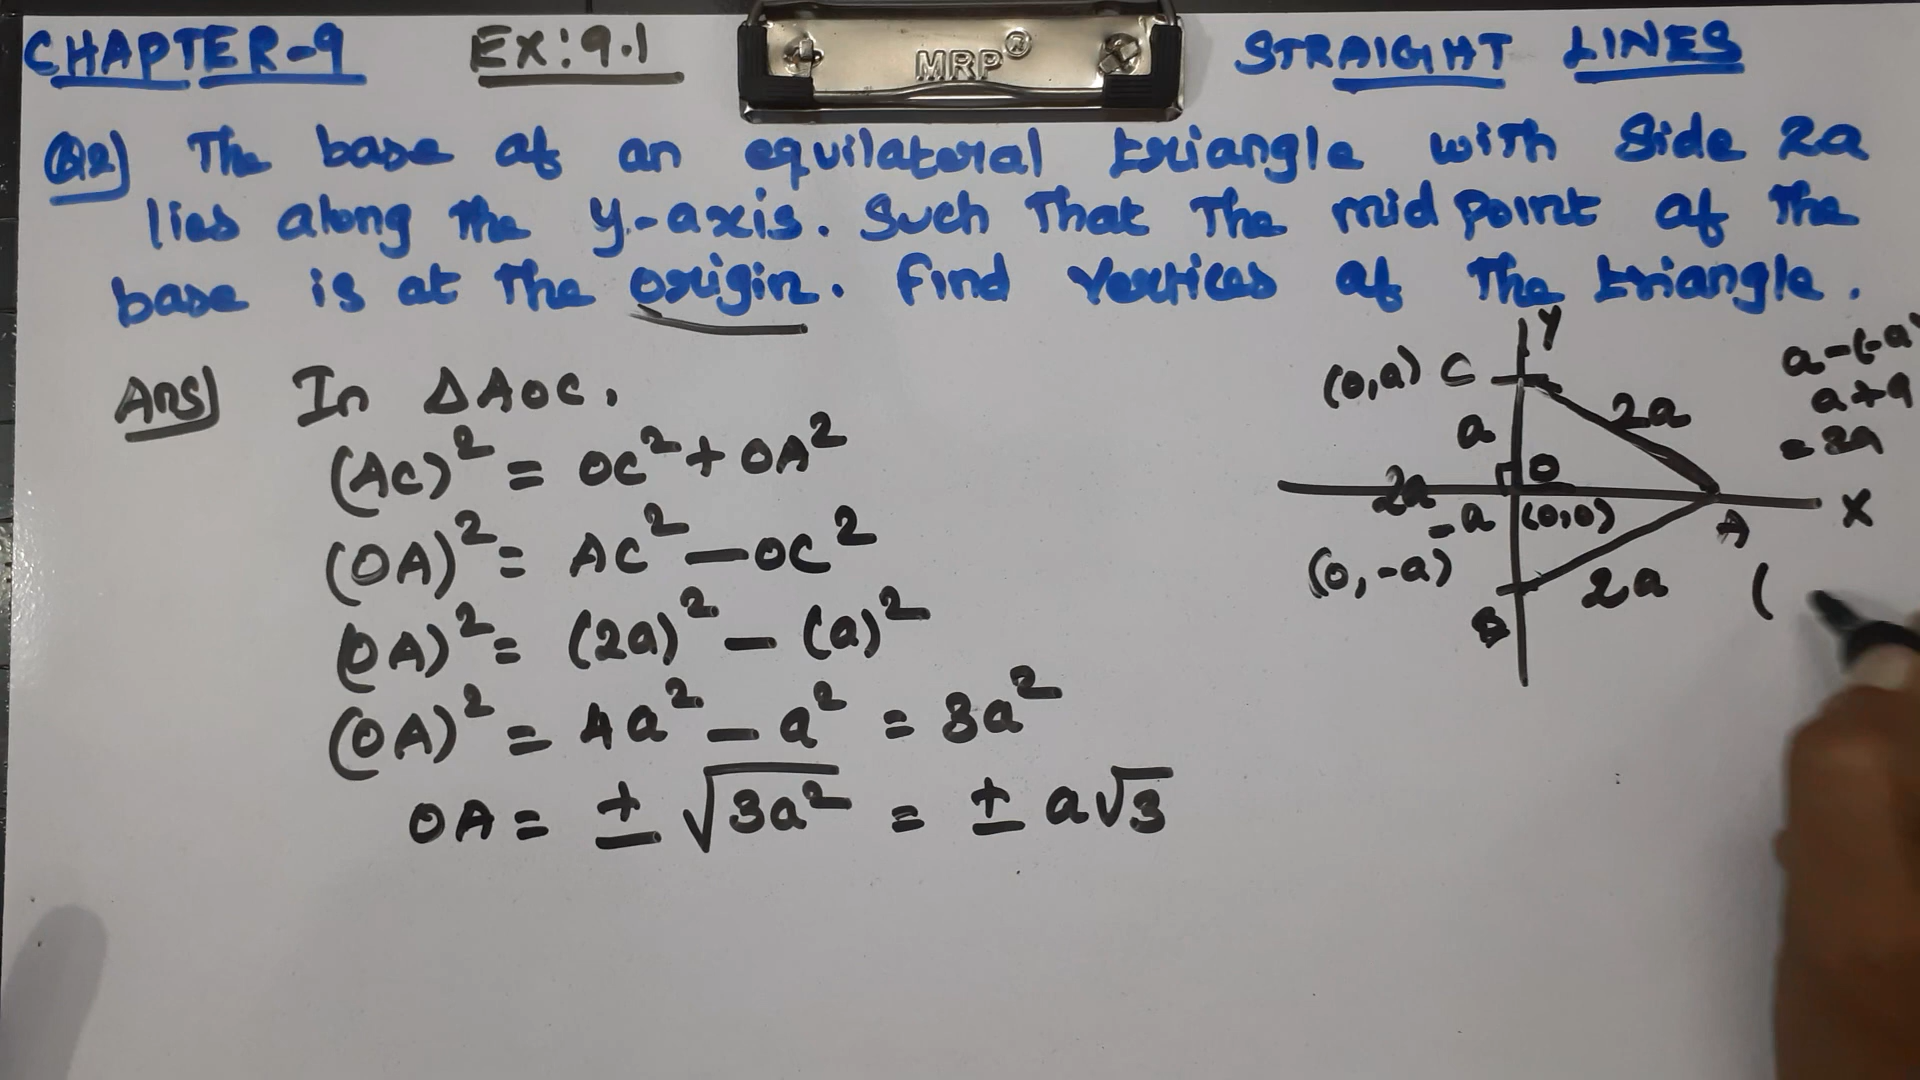 CHAPTER-9 EX:9.1 MRP® STRAIGHT LINES
Q2) The base of an equilateral triangle with side 2a
lies along the y-axis. Such That The mid point of The
base is at The origin. Find vertices of The triangle.
Ans) In ΔAOC,
(AC)² = OC² + OA²
(OA)² = AC² - OC²
(OA)² = (2a)² - (a)²
(OA)² = 4a² - a² = 3a²
OA = ± √3a² = ± a√3
Y
(0,a) C
a
2a
O
2a
-a
(0,0)
A
X
(0,-a)
2a
B
(
a-(-a)
a+a
= 2a